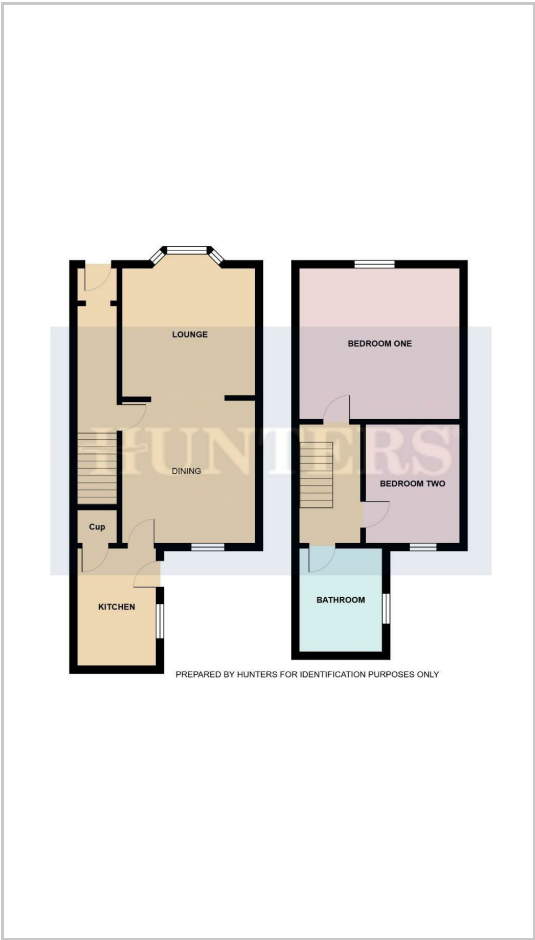 LOUNGE
HUNTERS
DINING
Cup
KITCHEN
BEDROOM ONE
BEDROOM TWO
BATHROOM
PREPARED BY HUNTERS FOR IDENTIFICATION PURPOSES ONLY